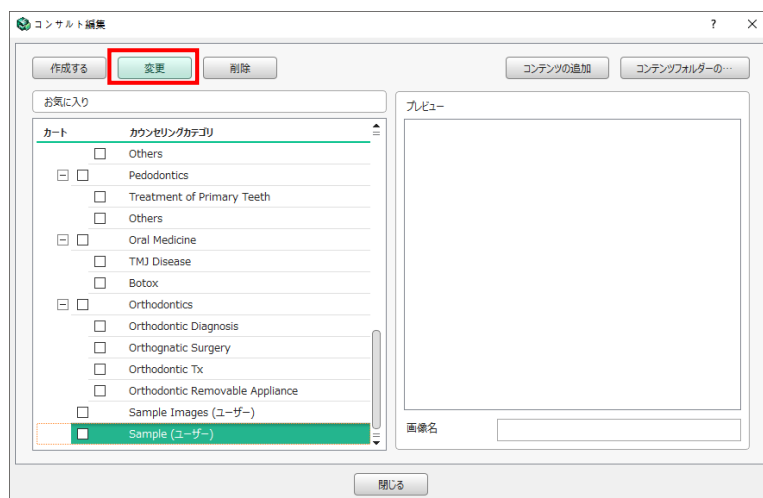 コンサルト編集
作成する 変更 削除 コンテンツの追加 コンテンツフォルダーの…
お気に入り
プレビュー
カート カウンセリングカテゴリ
Others
Pedodontics
Treatment of Primary Teeth
Others
Oral Medicine
TMJ Disease
Botox
Orthodontics
Orthodontic Diagnosis
Orthognatic Surgery
Orthodontic Tx
Orthodontic Removable Appliance
Sample Images (ユーザー)
Sample (ユーザー)
画像名
閉じる